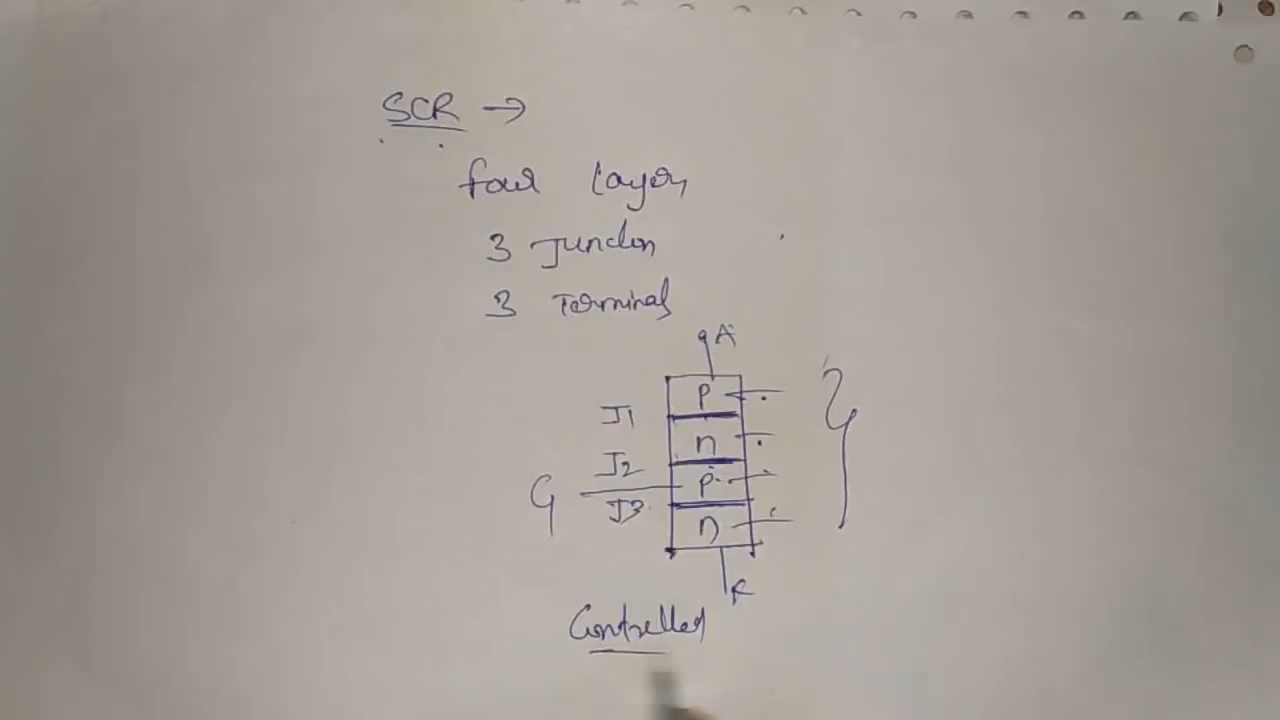 SCR →
four layer,
3 Junction
3 Terminal
A
P
J1
n
J2
P
G
J3
n
K
Controlled